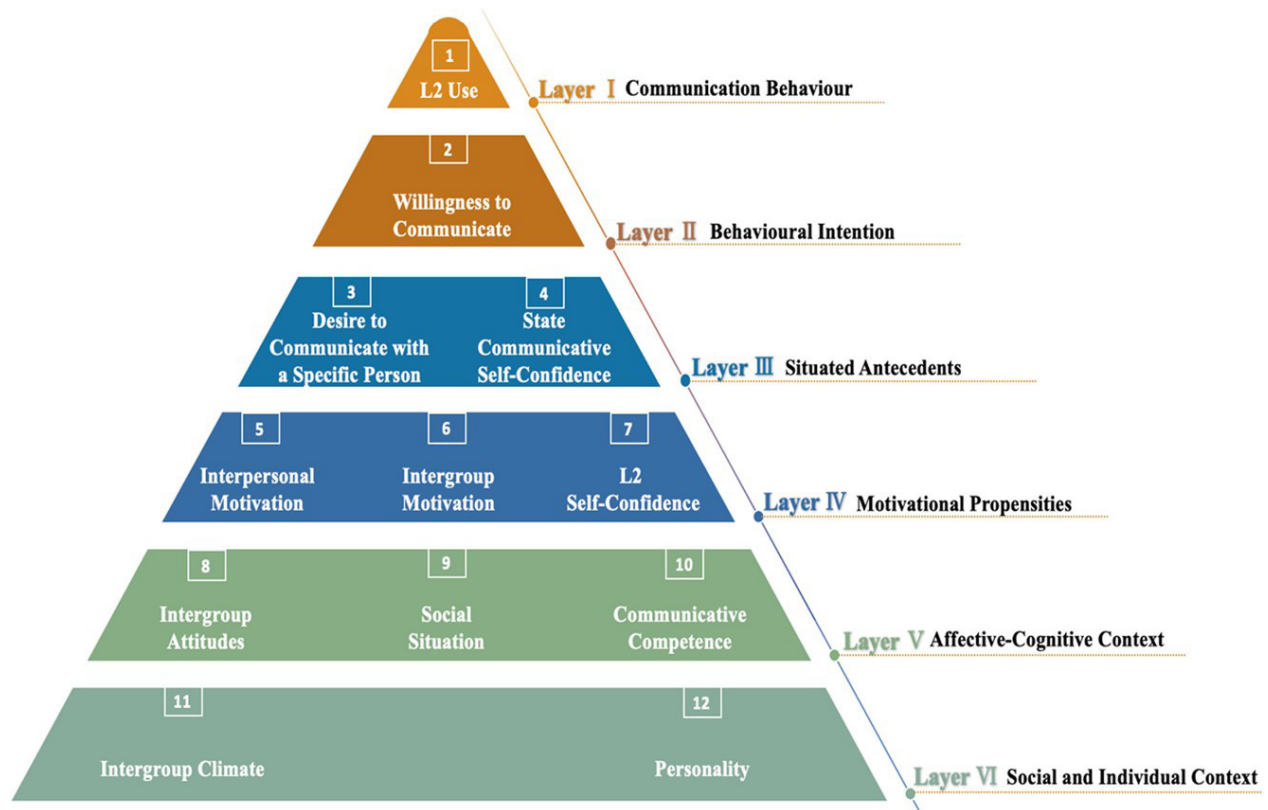 1
L2 Use
Layer Ⅰ Communication Behaviour
2
Willingness to
Communicate
Layer Ⅱ Behavioural Intention
3
Desire to
Communicate with
a Specific Person
4
State
Communicative
Self-Confidence
Layer Ⅲ Situated Antecedents
5
Interpersonal
Motivation
6
Intergroup
Motivation
7
L2
Self-Confidence
Layer Ⅳ Motivational Propensities
8
Intergroup
Attitudes
9
Social
Situation
10
Communicative
Competence
Layer Ⅴ Affective-Cognitive Context
11
Intergroup Climate
12
Personality
Layer Ⅵ Social and Individual Context